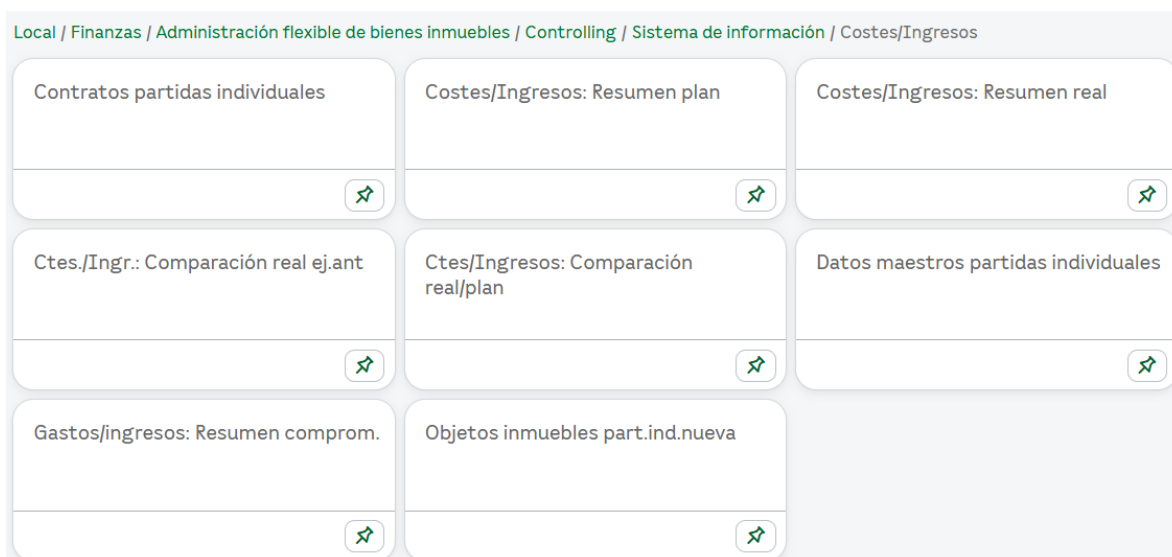 Local / Finanzas / Administración flexible de bienes inmuebles / Controlling / Sistema de información / Costes/Ingresos
Contratos partidas individuales
Costes/Ingresos: Resumen plan
Costes/Ingresos: Resumen real
Ctes./Ingr.: Comparación real ej.ant
Ctes/Ingresos: Comparación
real/plan
Datos maestros partidas individuales
Gastos/ingresos: Resumen comprom.
Objetos inmuebles part.ind.nueva